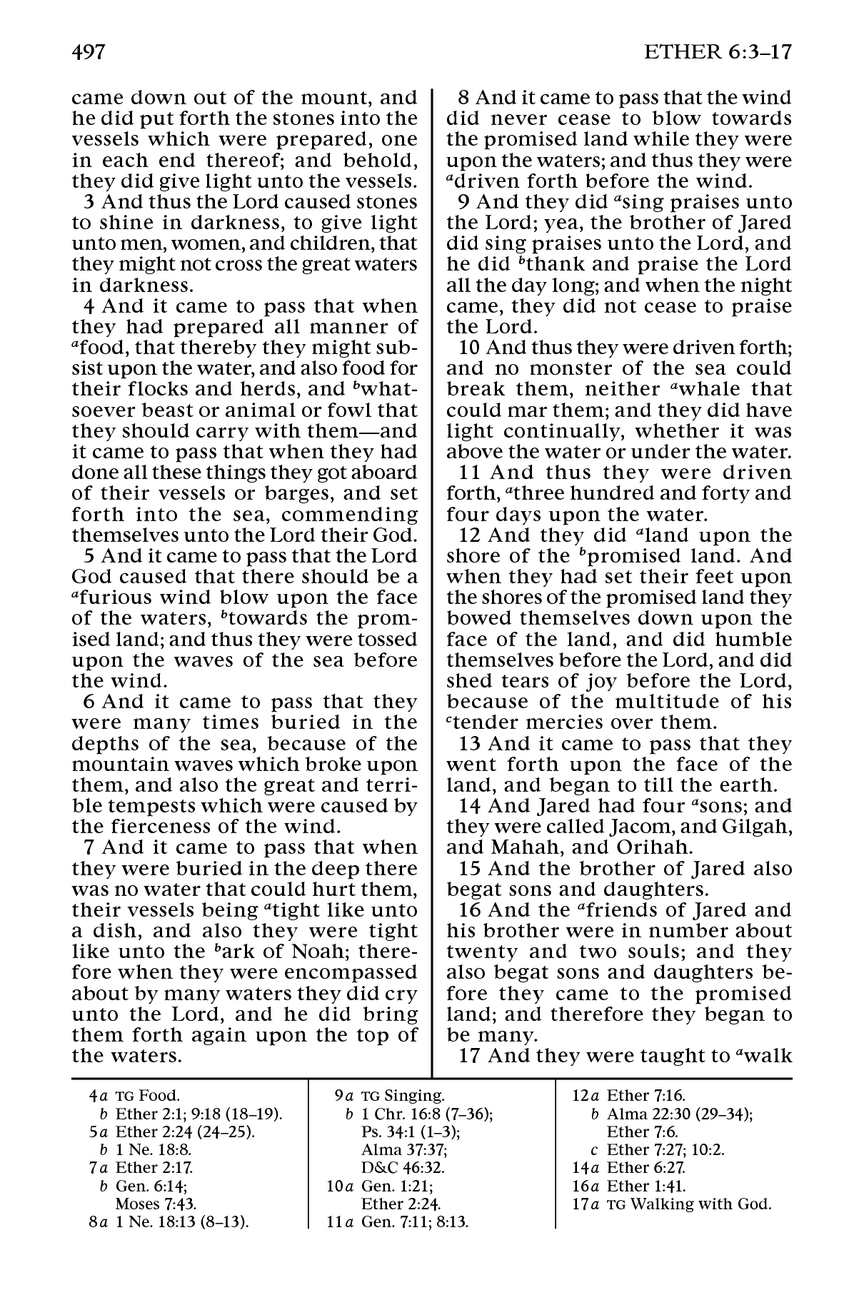 497
ETHER 6:3–17
came down out of the mount, and
he did put forth the stones into the
vessels which were prepared, one
in each end thereof; and behold,
they did give light unto the vessels.
3 And thus the Lord caused stones
to shine in darkness, to give light
unto men, women, and children, that
they might not cross the great waters
in darkness.
4 And it came to pass that when
they had prepared all manner of
afood, that thereby they might sub-
sist upon the water, and also food for
their flocks and herds, and bwhat-
soever beast or animal or fowl that
they should carry with them—and
it came to pass that when they had
done all these things they got aboard
of their vessels or barges, and set
forth into the sea, commending
themselves unto the Lord their God.
5 And it came to pass that the Lord
God caused that there should be a
afurious wind blow upon the face
of the waters, btowards the prom-
ised land; and thus they were tossed
upon the waves of the sea before
the wind.
6 And it came to pass that they
were many times buried in the
depths of the sea, because of the
mountain waves which broke upon
them, and also the great and terri-
ble tempests which were caused by
the fierceness of the wind.
7 And it came to pass that when
they were buried in the deep there
was no water that could hurt them,
their vessels being atight like unto
a dish, and also they were tight
like unto the bark of Noah; there-
fore when they were encompassed
about by many waters they did cry
unto the Lord, and he did bring
them forth again upon the top of
the waters.
8 And it came to pass that the wind
did never cease to blow towards
the promised land while they were
upon the waters; and thus they were
adriven forth before the wind.
9 And they did asing praises unto
the Lord; yea, the brother of Jared
did sing praises unto the Lord, and
he did bthank and praise the Lord
all the day long; and when the night
came, they did not cease to praise
the Lord.
10 And thus they were driven forth;
and no monster of the sea could
break them, neither awhale that
could mar them; and they did have
light continually, whether it was
above the water or under the water.
11 And thus they were driven
forth, athree hundred and forty and
four days upon the water.
12 And they did aland upon the
shore of the bpromised land. And
when they had set their feet upon
the shores of the promised land they
bowed themselves down upon the
face of the land, and did humble
themselves before the Lord, and did
shed tears of joy before the Lord,
because of the multitude of his
ctender mercies over them.
13 And it came to pass that they
went forth upon the face of the
land, and began to till the earth.
14 And Jared had four asons; and
they were called Jacom, and Gilgah,
and Mahah, and Orihah.
15 And the brother of Jared also
begat sons and daughters.
16 And the afriends of Jared and
his brother were in number about
twenty and two souls; and they
also begat sons and daughters be-
fore they came to the promised
land; and therefore they began to
be many.
17 And they were taught to awalk
4a TG Food.
b Ether 2:1; 9:18 (18–19).
5a Ether 2:24 (24–25).
b 1 Ne. 18:8.
7a Ether 2:17.
b Gen. 6:14;
Moses 7:43.
8a 1 Ne. 18:13 (8–13).
9a TG Singing.
b 1 Chr. 16:8 (7–36);
Ps. 34:1 (1–3);
Alma 37:37;
D&C 46:32.
10a Gen. 1:21;
Ether 2:24.
11a Gen. 7:11; 8:13.
12a Ether 7:16.
b Alma 22:30 (29–34);
Ether 7:6.
c Ether 7:27; 10:2.
14a Ether 6:27.
16a Ether 1:41.
17a TG Walking with God.